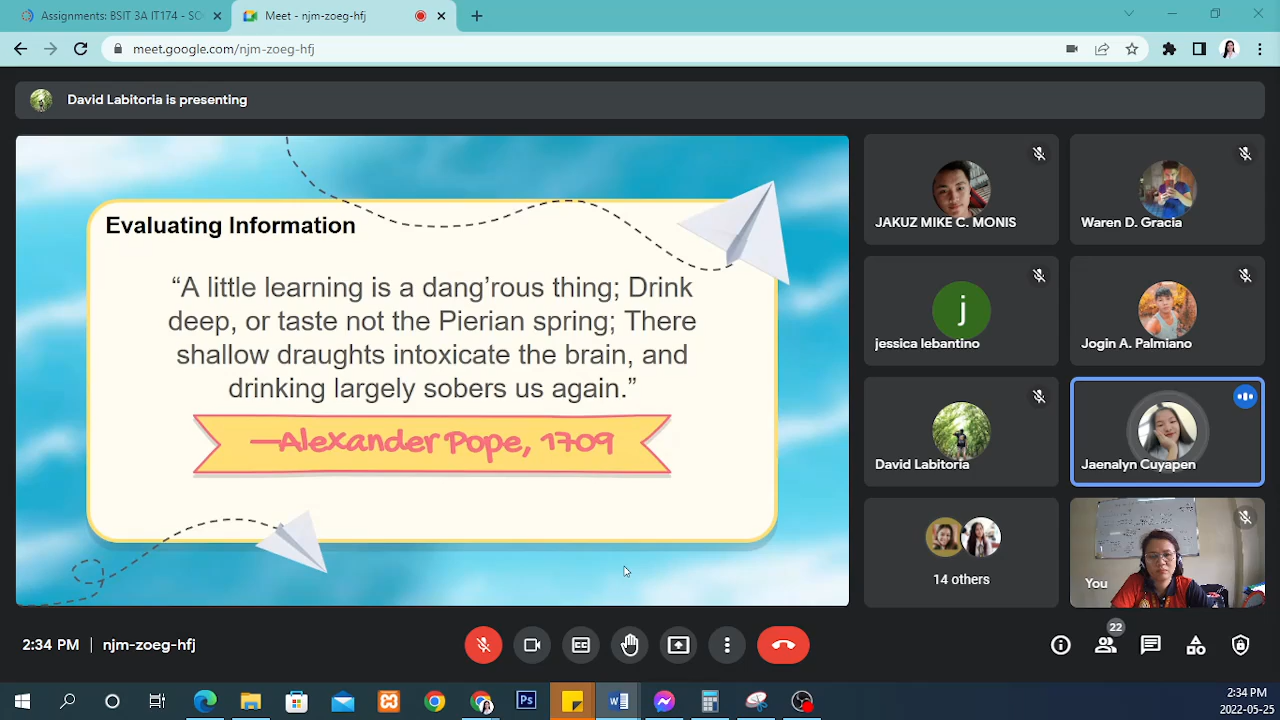 Assignments: BSIT 3A IT174 - SO
Meet - njm-zoeg-hfj
meet.google.com/njm-zoeg-hfj
David Labitoria is presenting
Evaluating Information
“A little learning is a dang’rous thing; Drink
deep, or taste not the Pierian spring; There
shallow draughts intoxicate the brain, and
drinking largely sobers us again.”
—Alexander Pope, 1709
JAKUZ MIKE C. MONIS
Waren D. Gracia
j
jessica lebantino
Jogin A. Palmiano
David Labitoria
Jaenalyn Cuyapen
14 others
You
2:34 PM | njm-zoeg-hfj
CC
22
Ps
W
2:34 PM
2022-05-25